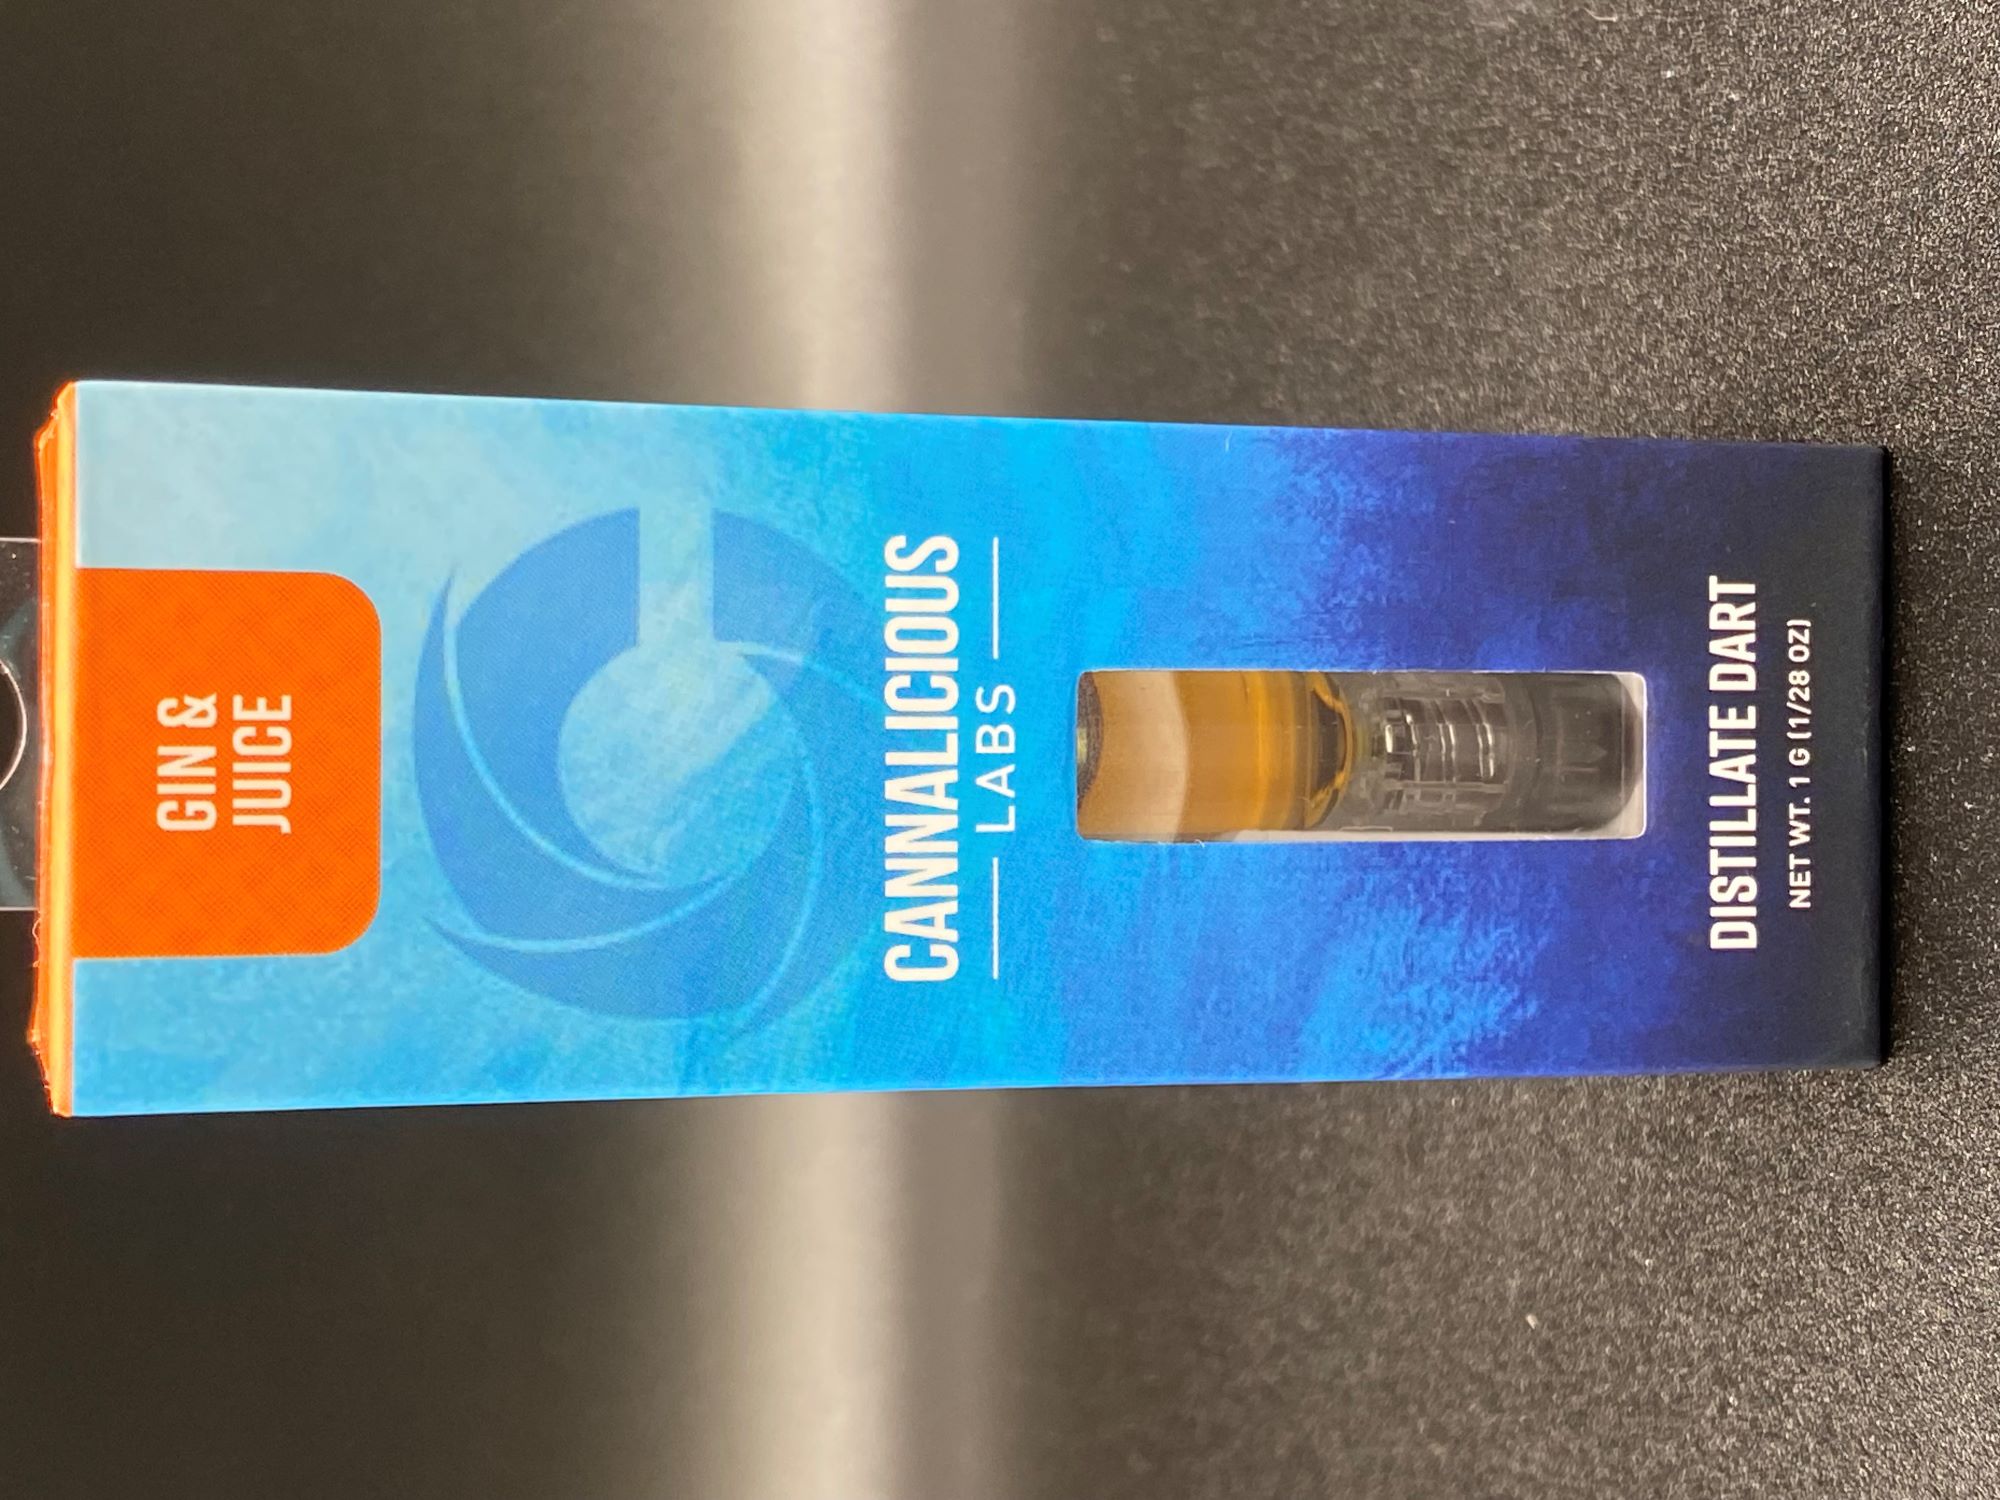 GIN &
JUICE
CANNALICIOUS
LABS
DISTILLATE DART
NET WT. 1 G (1/28 OZ)